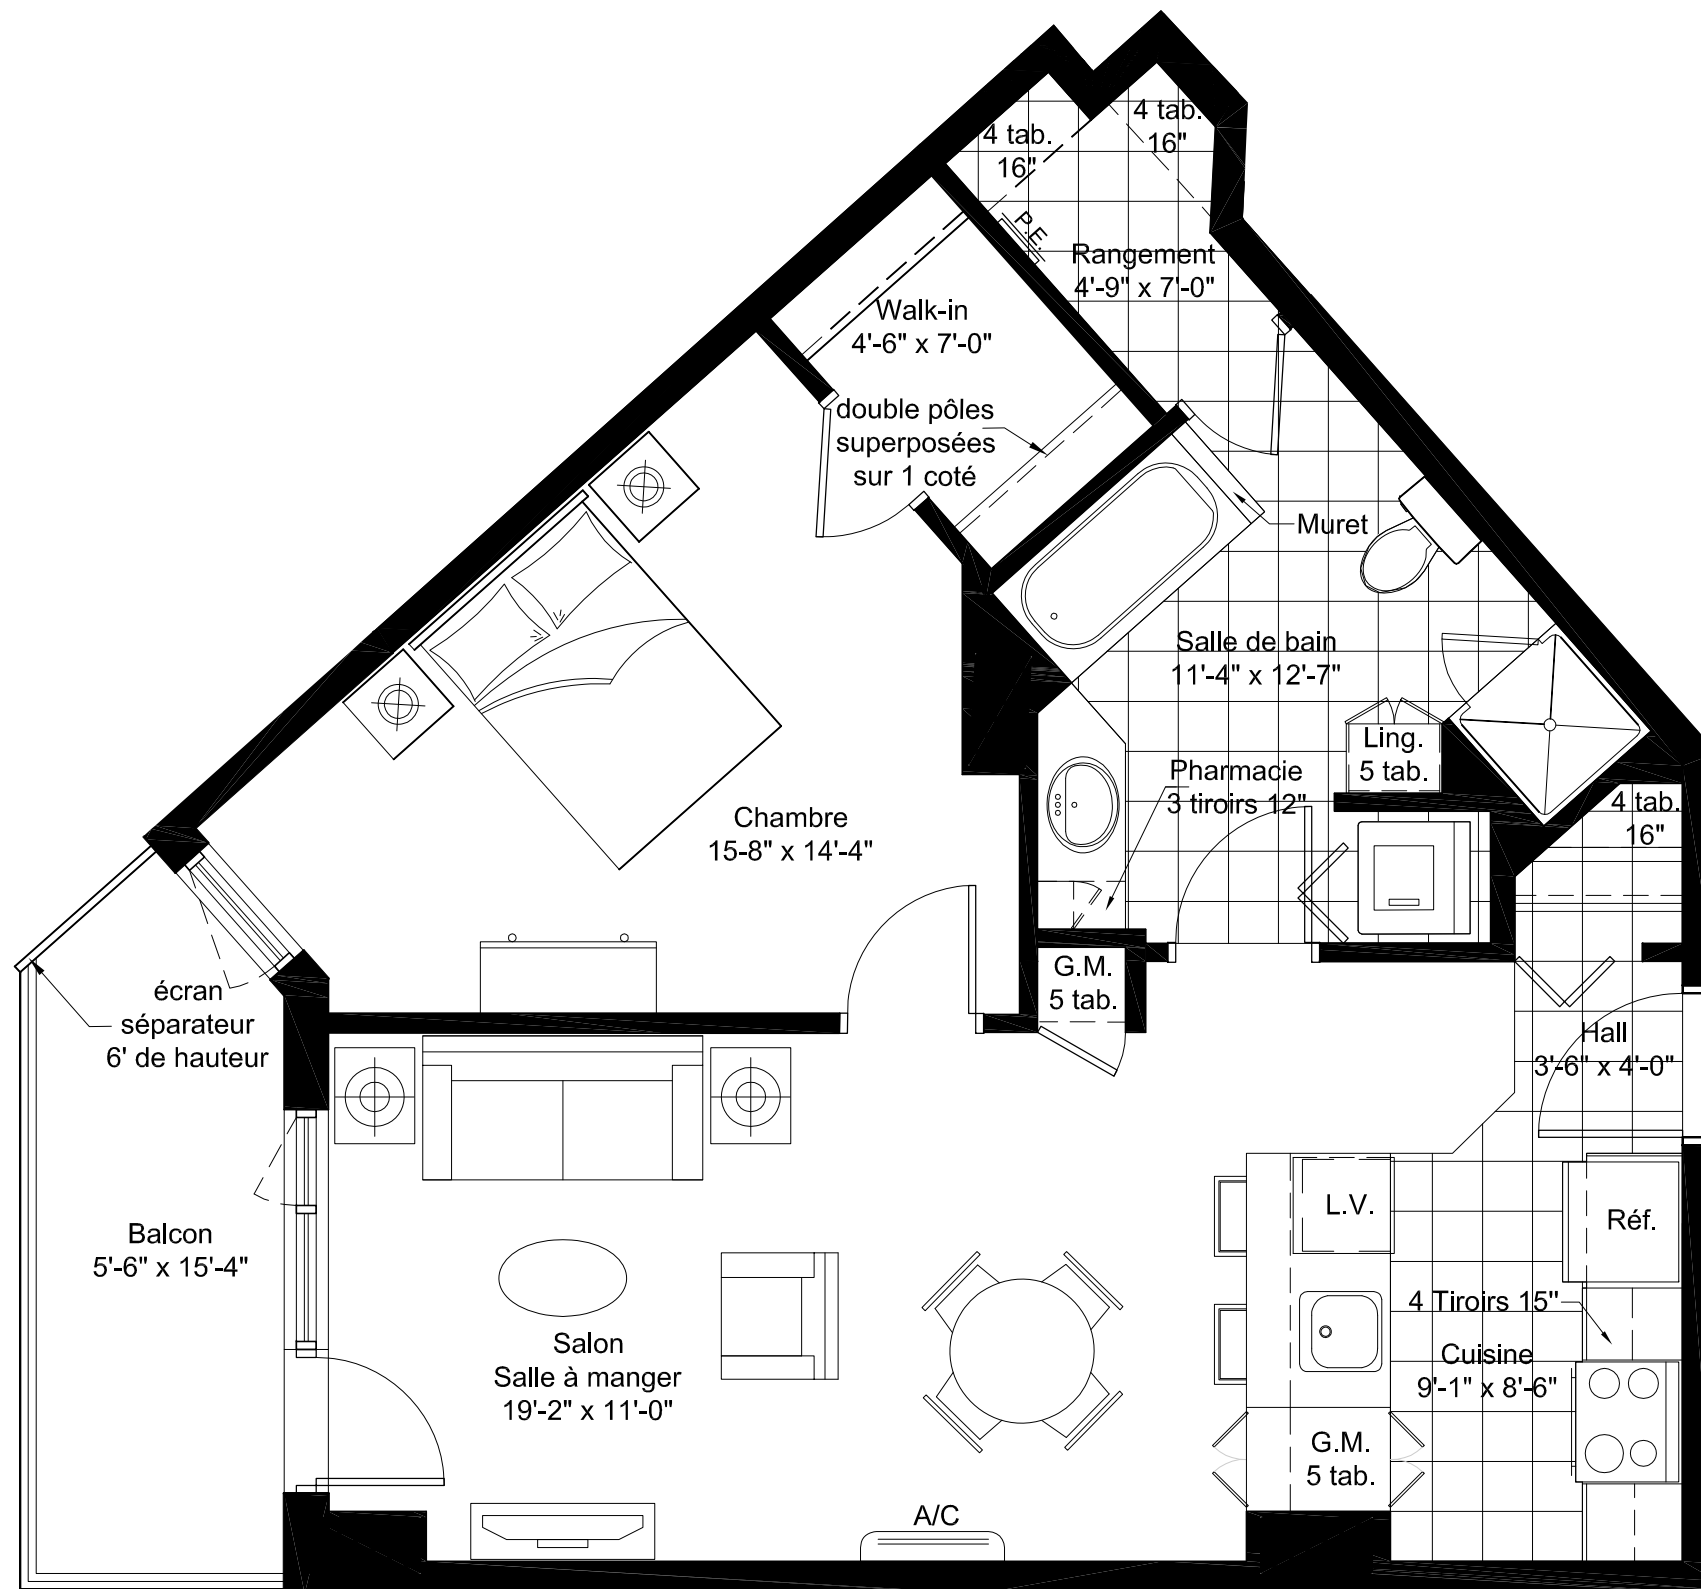 4 tab.
16"
4 tab.
16"
P.E.
Rangement
4'-9" x 7'-0"
Walk-in
4'-6" x 7'-0"
double pôles
superposées
sur 1 coté
Muret
Salle de bain
11'-4" x 12'-7"
Ling.
5 tab.
Pharmacie
3 tiroirs 12"
4 tab.
16"
Chambre
15-8" x 14'-4"
G.M.
5 tab.
écran
séparateur
6' de hauteur
Hall
3'-6" x 4'-0"
Balcon
5'-6" x 15'-4"
L.V.
Réf.
4 Tiroirs 15"
Salon
Salle à manger
19'-2" x 11'-0"
Cuisine
9'-1" x 8'-6"
G.M.
5 tab.
A/C